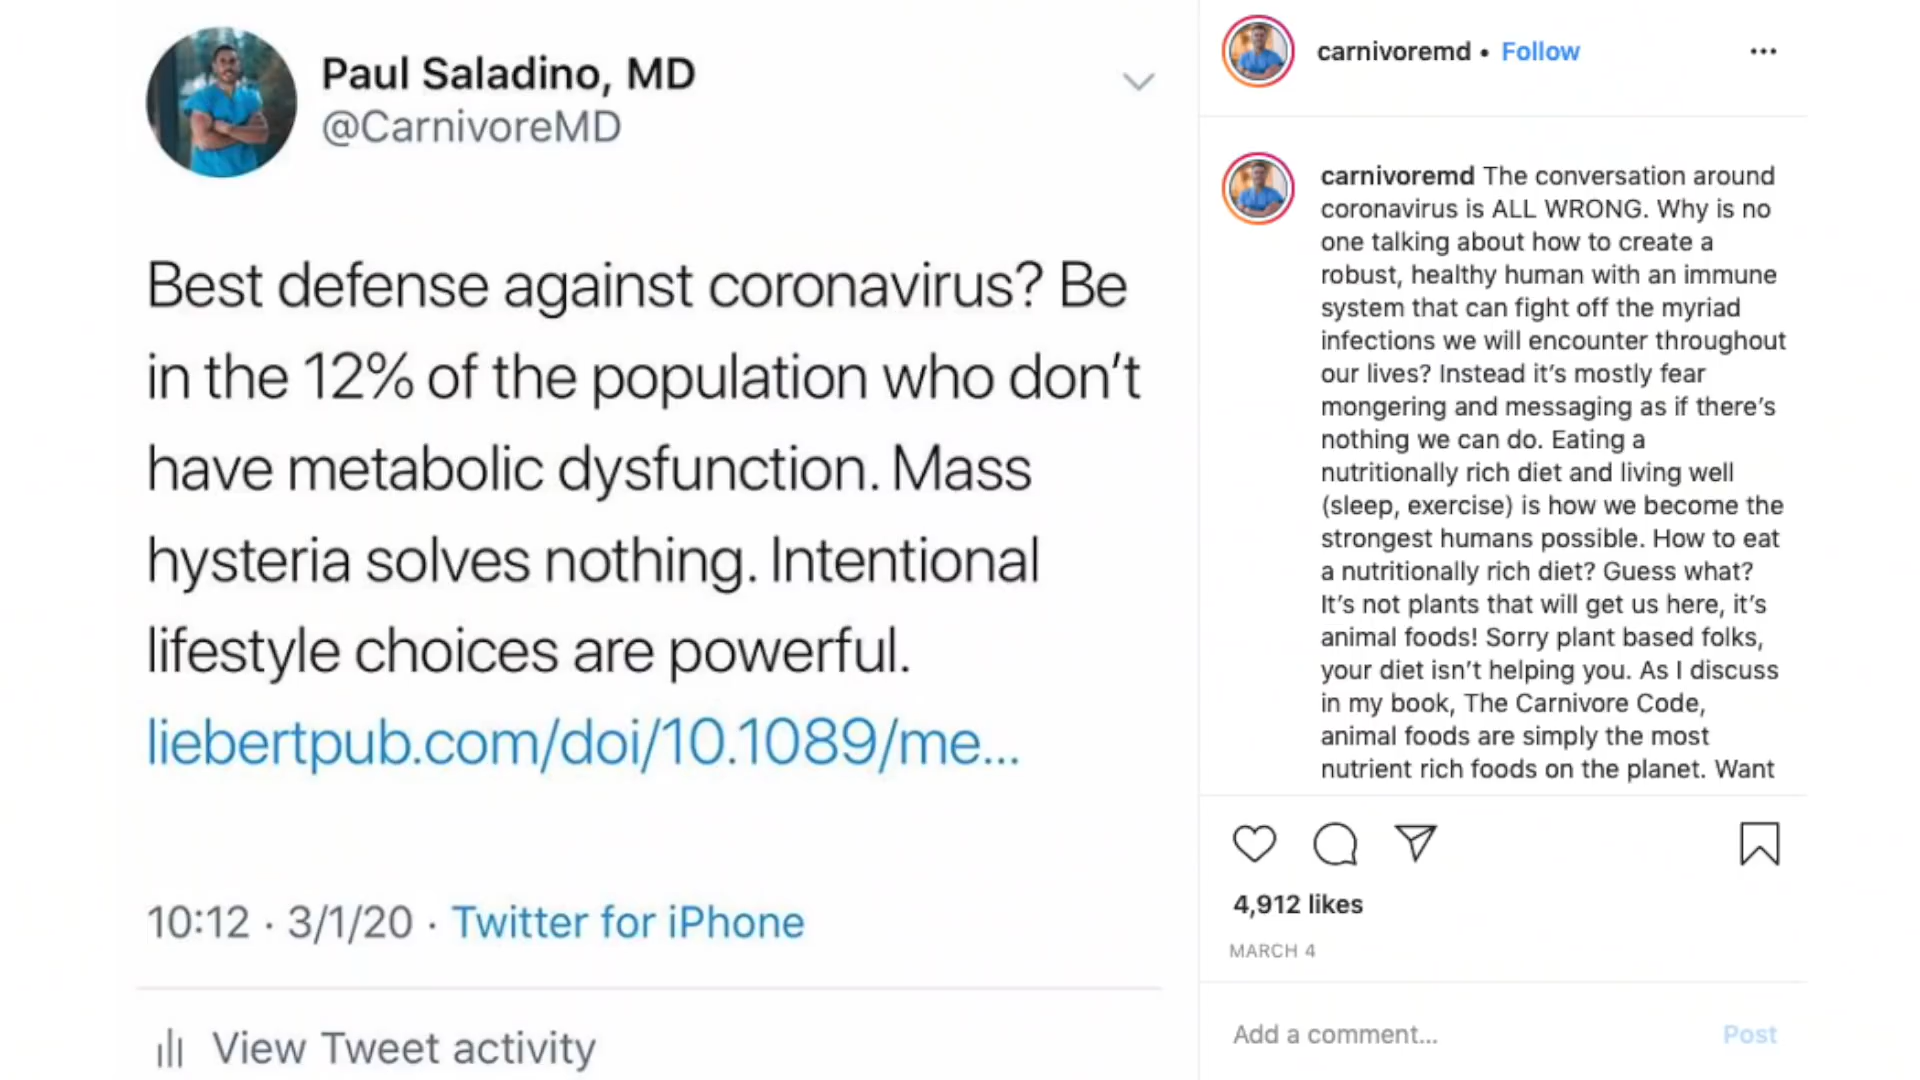 Paul Saladino, MD
@CarnivoreMD
Best defense against coronavirus? Be
in the 12% of the population who don't
have metabolic dysfunction. Mass
hysteria solves nothing. Intentional
lifestyle choices are powerful.
liebertpub.com/doi/10.1089/me...
10:12 · 3/1/20 · Twitter for iPhone
View Tweet activity
carnivoremd • Follow
carnivoremd The conversation around
coronavirus is ALL WRONG. Why is no
one talking about how to create a
robust, healthy human with an immune
system that can fight off the myriad
infections we will encounter throughout
our lives? Instead it's mostly fear
mongering and messaging as if there's
nothing we can do. Eating a
nutritionally rich diet and living well
(sleep, exercise) is how we become the
strongest humans possible. How to eat
a nutritionally rich diet? Guess what?
It's not plants that will get us here, it's
animal foods! Sorry plant based folks,
your diet isn't helping you. As I discuss
in my book, The Carnivore Code,
animal foods are simply the most
nutrient rich foods on the planet. Want
4,912 likes
MARCH 4
Add a comment...
Post